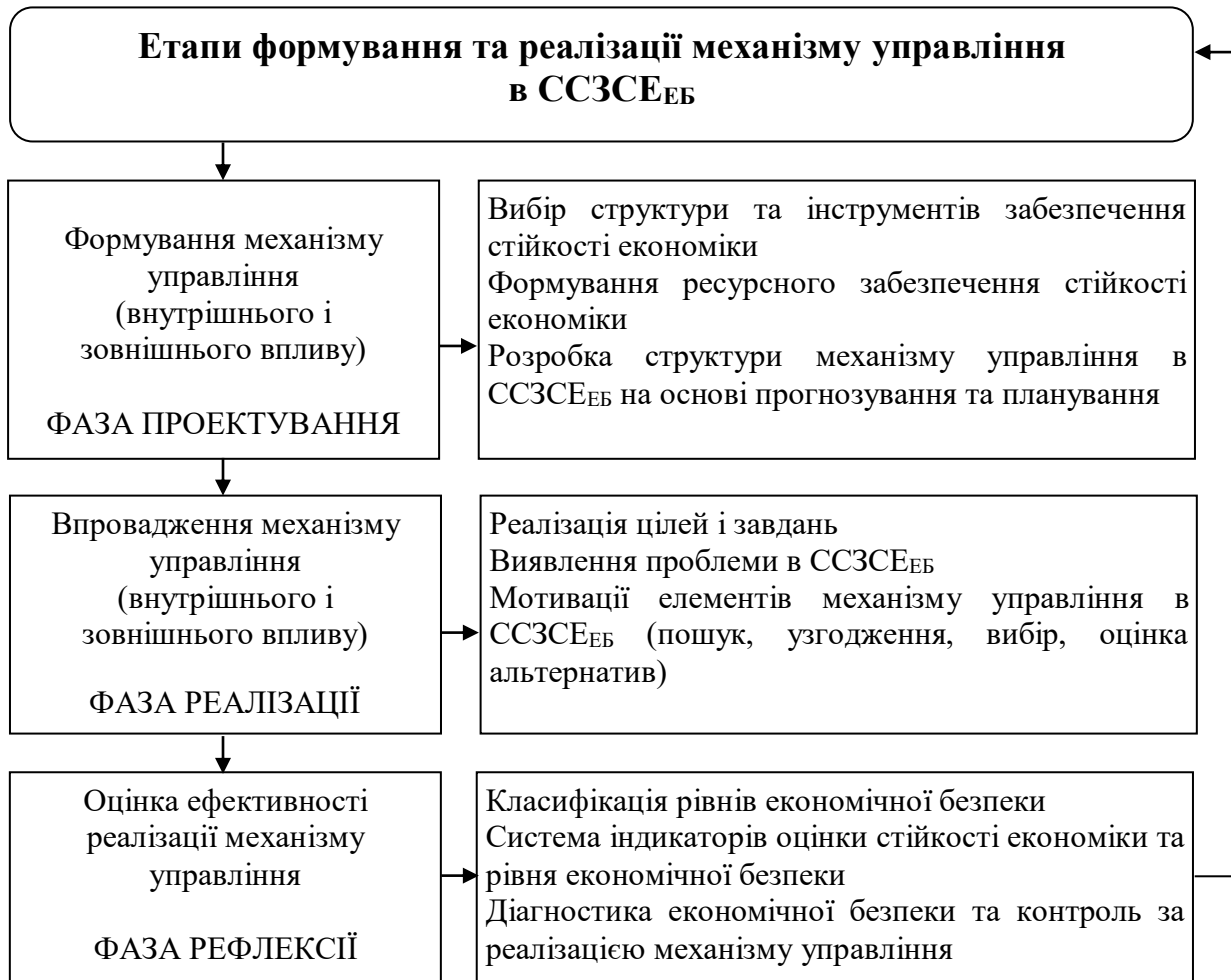 Етапи формування та реалізації механізму управління
в ССЗСЕЕБ
Формування механізму
управління
(внутрішнього і
зовнішнього впливу)
ФАЗА ПРОЕКТУВАННЯ
Вибір структури та інструментів забезпечення
стійкості економіки
Формування ресурсного забезпечення стійкості
економіки
Розробка структури механізму управління в
ССЗСЕЕБ на основі прогнозування та планування
Впровадження механізму
управління
(внутрішнього і
зовнішнього впливу)
ФАЗА РЕАЛІЗАЦІЇ
Реалізація цілей і завдань
Виявлення проблеми в ССЗСЕЕБ
Мотивації елементів механізму управління в
ССЗСЕЕБ (пошук, узгодження, вибір, оцінка
альтернатив)
Оцінка ефективності
реалізації механізму
управління
ФАЗА РЕФЛЕКСІЇ
Класифікація рівнів економічної безпеки
Система індикаторів оцінки стійкості економіки та
рівня економічної безпеки
Діагностика економічної безпеки та контроль за
реалізацією механізму управління